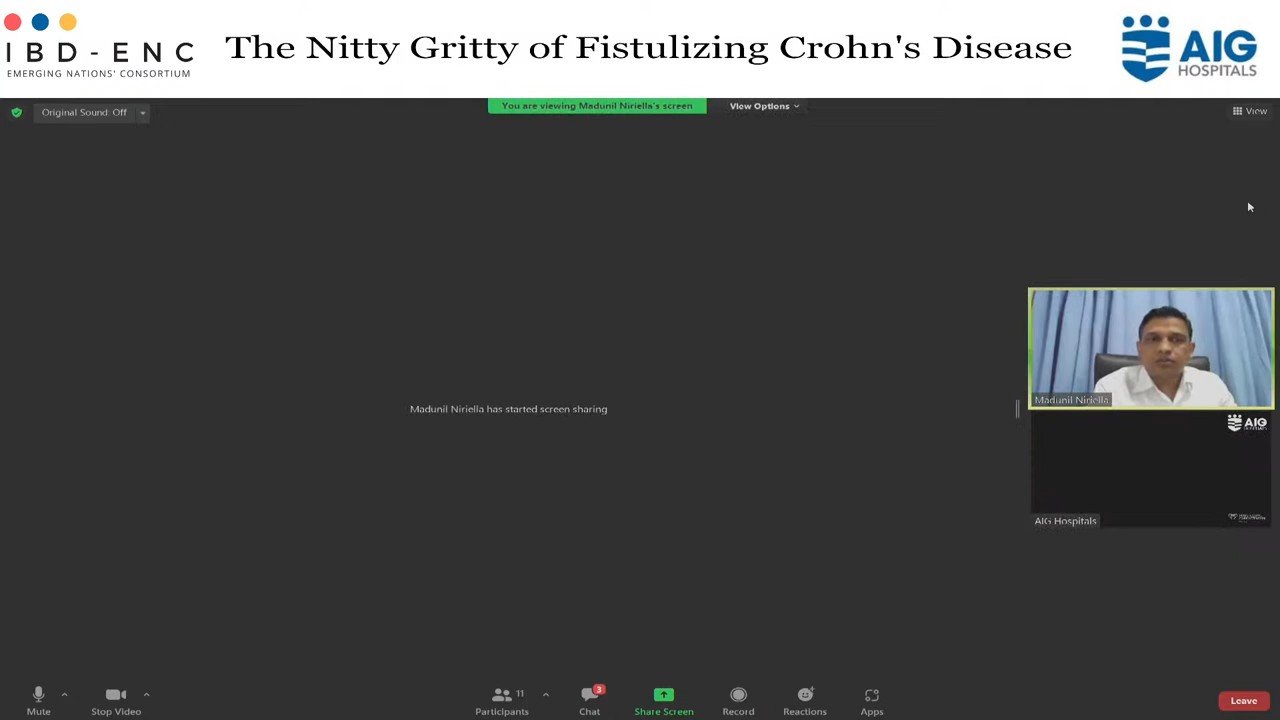 IBD-ENC
EMERGING NATIONS' CONSORTIUM
The Nitty Gritty of Fistulizing Crohn's Disease
AIG
HOSPITALS
Original Sound: Off
You are viewing Madunil Niriella's screen
View Options
View
Madunil Niriella has started screen sharing
Madunil Niriella
AIG
HOSPITALS
AIG Hospitals
Mute
Stop Video
11
Participants
3
Chat
Share Screen
Record
Reactions
Apps
Leave